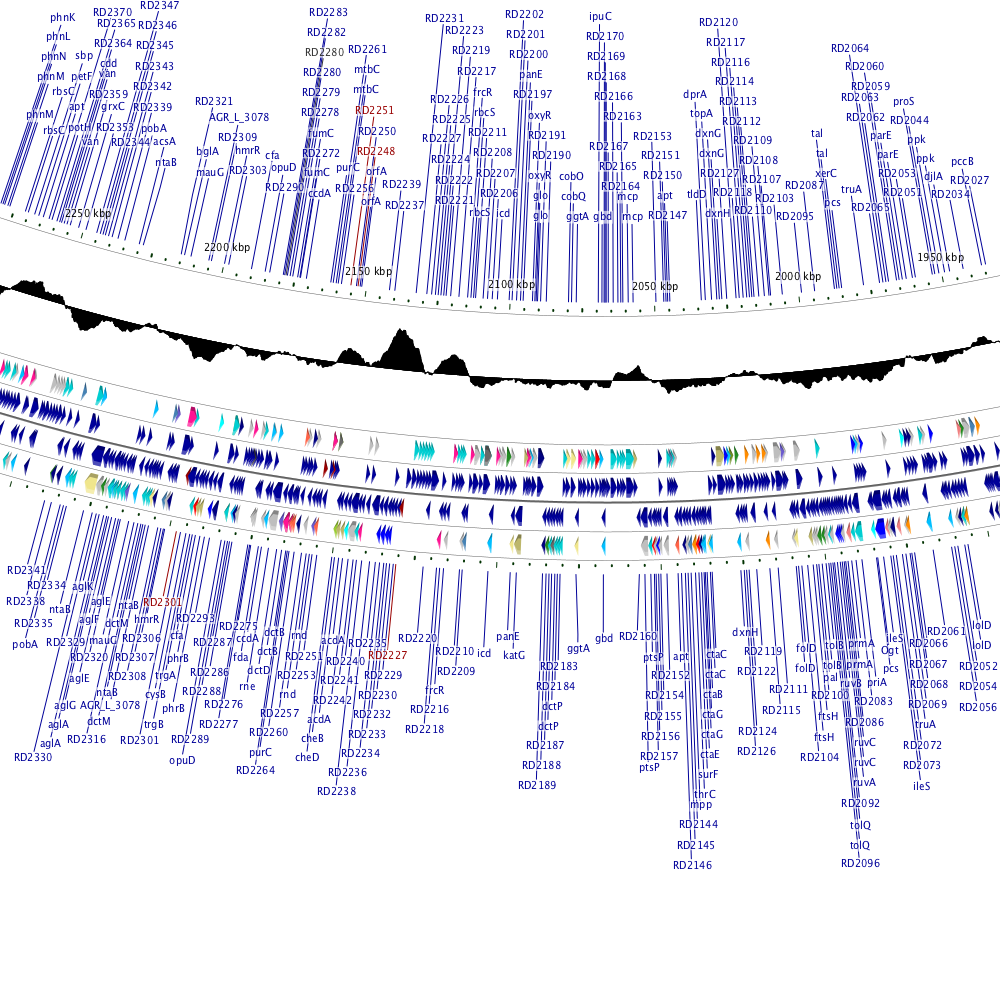 phnK
phnL
phnN
phnM
rbsC
phnM
rbsC
RD2370
RD2365
RD2364
sbp
cdd
van
petF
RD2359
apt
grxC
potH
RD2353
van
RD2344
RD2347
RD2346
RD2345
RD2343
RD2342
RD2339
pobA
acsA
ntaB
2250 kbp
RD2321
AGR_L_3078
RD2309
bglA
hmrR
mauG
RD2303
cfa
opuD
RD2290
2200 kbp
RD2283
RD2282
RD2280
RD2280
RD2279
RD2278
fumC
RD2272
fumC
ccdA
RD2261
mtbC
mtbC
RD2251
RD2250
RD2248
purC
orfA
RD2256
orfA
RD2239
RD2237
2150 kbp
RD2231
RD2223
RD2219
RD2217
frcR
RD2226
rbcS
RD2225
RD2211
RD2227
RD2208
RD2224
RD2207
RD2222
RD2206
RD2221
rbcS
icd
RD2202
RD2201
RD2200
panE
RD2197
oxyR
RD2191
RD2190
oxyR
glo
glo
2100 kbp
ipuC
RD2170
RD2169
RD2168
RD2166
RD2163
RD2167
RD2165
cobO
RD2164
cobQ
mcp
ggtA
gbd
mcp
RD2153
RD2151
RD2150
apt
RD2147
2050 kbp
RD2120
RD2117
RD2116
RD2114
dprA
RD2113
topA
RD2112
dxnG
RD2109
dxnG
RD2108
RD2127
RD2107
tldD
RD2118
RD2103
dxnH
RD2110
RD2095
2000 kbp
tal
tal
xerC
RD2087
pcs
RD2064
RD2060
RD2059
RD2063
proS
RD2062
RD2044
parE
ppk
parE
ppk
RD2053
djlA
pccB
RD2027
truA
RD2051
RD2034
RD2065
1950 kbp
RD2341
RD2334
RD2338
RD2335
pobA
ntaB
aglK
aglE
aglF
RD2329
mauG
dctM
ntaB
hmrR
RD2301
RD2306
RD2320
RD2307
aglE
RD2308
ntaB
aglG
AGR_L_3078
aglA
dctM
aglA
RD2316
RD2330
cfa
phrB
trgA
cysB
phrB
trgB
RD2301
RD2293
RD2287
RD2286
RD2288
RD2276
RD2277
RD2289
opuD
RD2275
ccdA
dctB
dctB
fda
dctD
rne
rnd
RD2251
RD2253
rnd
RD2257
RD2260
purC
RD2264
acdA
RD2240
RD2241
RD2242
acdA
cheB
cheD
RD2235
RD2227
RD2229
RD2230
RD2232
RD2233
RD2234
RD2236
RD2238
RD2220
RD2210
RD2209
frcR
RD2216
RD2218
icd
panE
katG
RD2183
RD2184
dctP
dctP
RD2187
RD2188
RD2189
ggtA
gbd
RD2160
ptsP
RD2152
RD2154
RD2155
RD2156
RD2157
ptsP
apt
ctaC
ctaC
ctaB
ctaG
ctaG
ctaE
surF
thrC
mpp
RD2144
RD2145
RD2146
dxnH
RD2119
RD2122
RD2111
RD2115
RD2124
RD2126
folD
folD
tolB
tolB
pal
RD2100
ftsH
ftsH
RD2104
prmA
prmA
ruvB
priA
RD2083
RD2086
ruvC
ruvC
ruvA
RD2092
tolQ
tolQ
RD2096
ileS
Ogt
pcs
RD2061
RD2066
RD2067
RD2068
RD2069
truA
RD2072
RD2073
ileS
lolD
lolD
RD2052
RD2054
RD2056